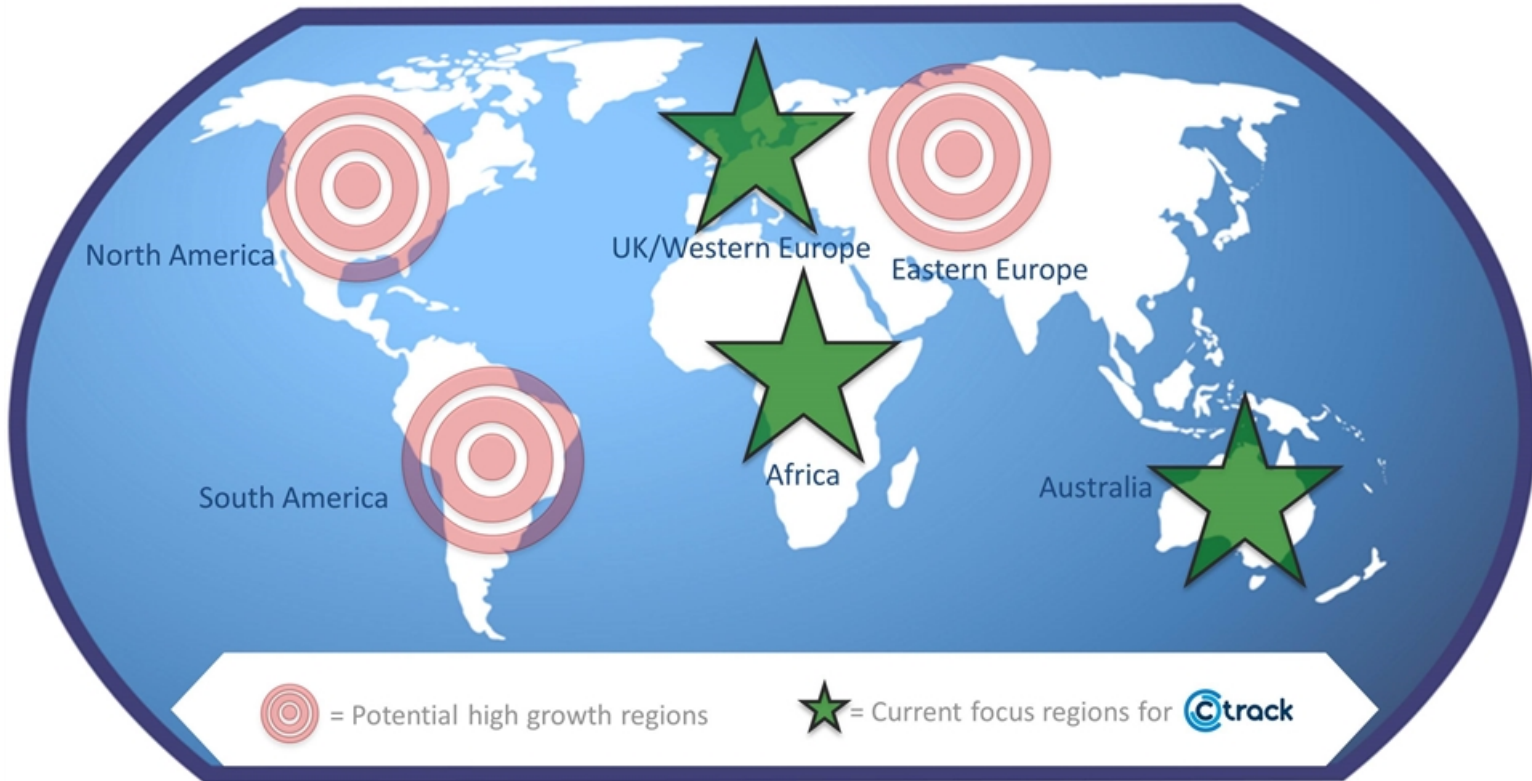 North America
UK/Western Europe
Eastern Europe
South America
Africa
Australia
= Potential high growth regions
= Current focus regions for Ctrack